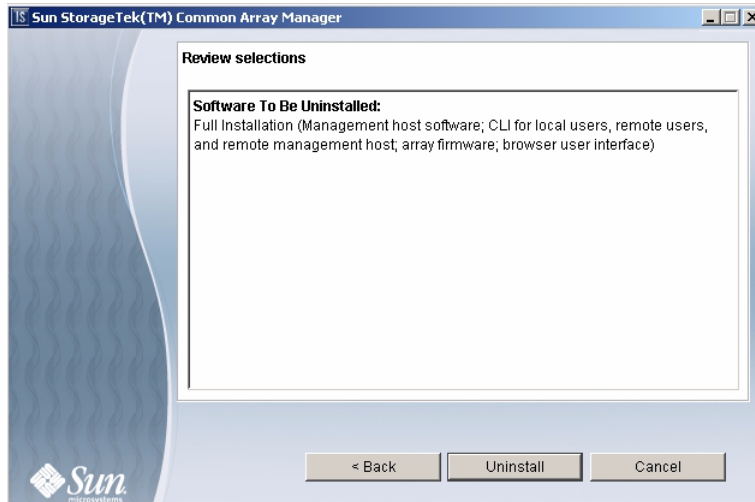 Sun StorageTek(TM) Common Array Manager
Review selections
Software To Be Uninstalled:
Full Installation (Management host software; CLI for local users, remote users,
and remote management host; array firmware; browser user interface)
< Back
Uninstall
Cancel
Sun
microsystems